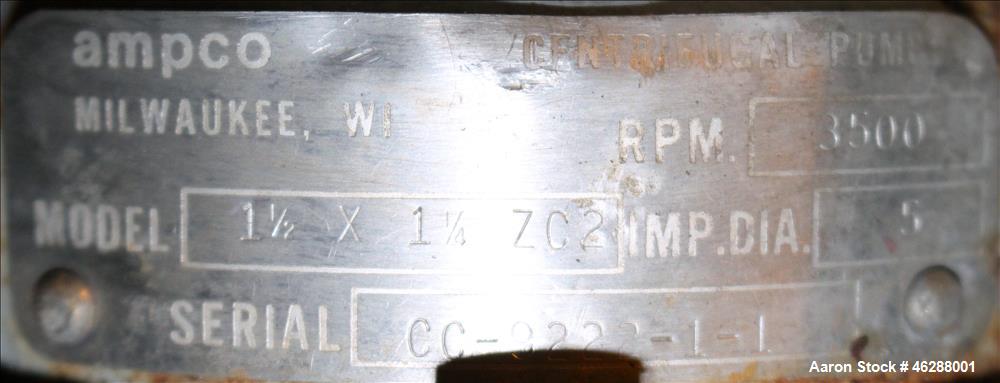 ampco CENTRIFUGAL PUMP
MILWAUKEE, WI
RPM. 3500
MODEL 1½ X 1¼ ZC2 IMP.DIA. 5
SERIAL
Aaron Stock # 46288001